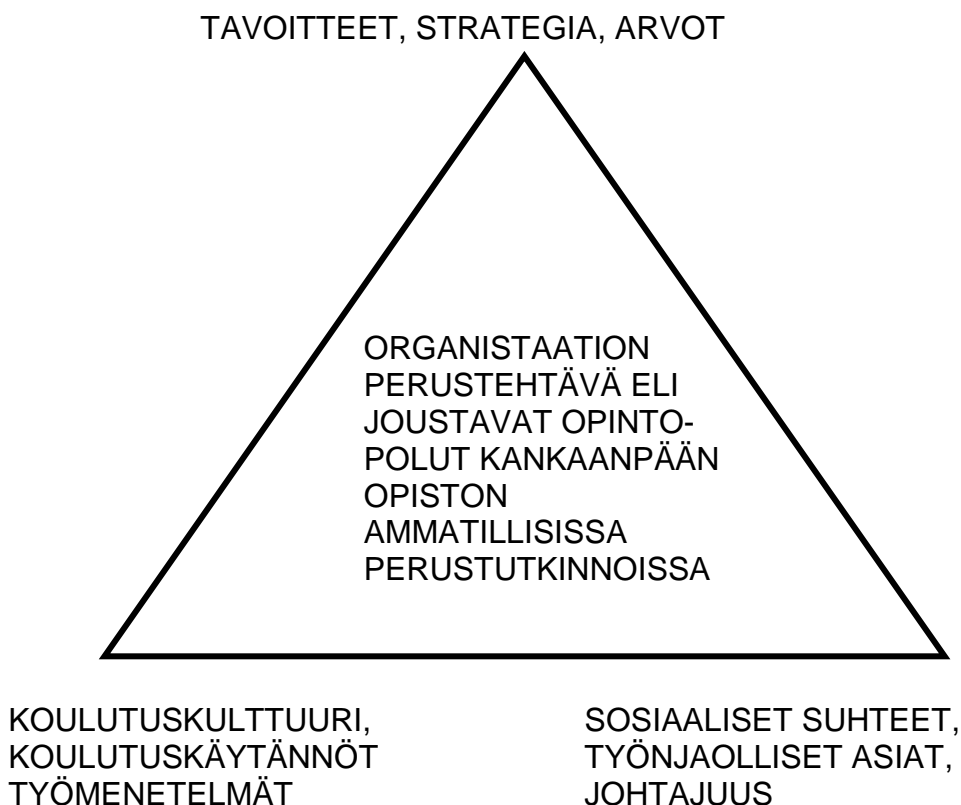 TAVOITTEET, STRATEGIA, ARVOT
ORGANISTAATION
PERUSTEHTÄVÄ ELI
JOUSTAVAT OPINTO-
POLUT KANKAANPÄÄN
OPISTON
AMMATILLISISSA
PERUSTUTKINNOISSA
KOULUTUSKULTTUURI,
KOULUTUSKÄYTÄNNÖT
TYÖMENETELMÄT
SOSIAALISET SUHTEET,
TYÖNJAOLLISET ASIAT,
JOHTAJUUS